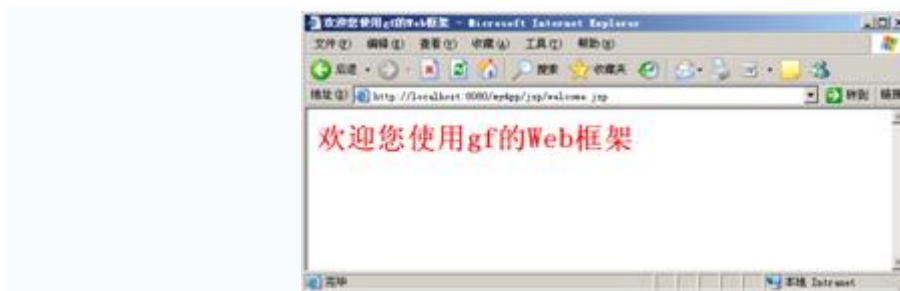 欢迎您使用gf的Web框架 - Microsoft Internet Explorer
文件(F) 编辑(E) 查看(V) 收藏(A) 工具(T) 帮助(H)
后退 搜索 收藏夹
地址(D) http://localhost:8080/myApp/jsp/welcome.jsp 转到 链接
欢迎您使用gf的Web框架
完毕 本地 Intranet